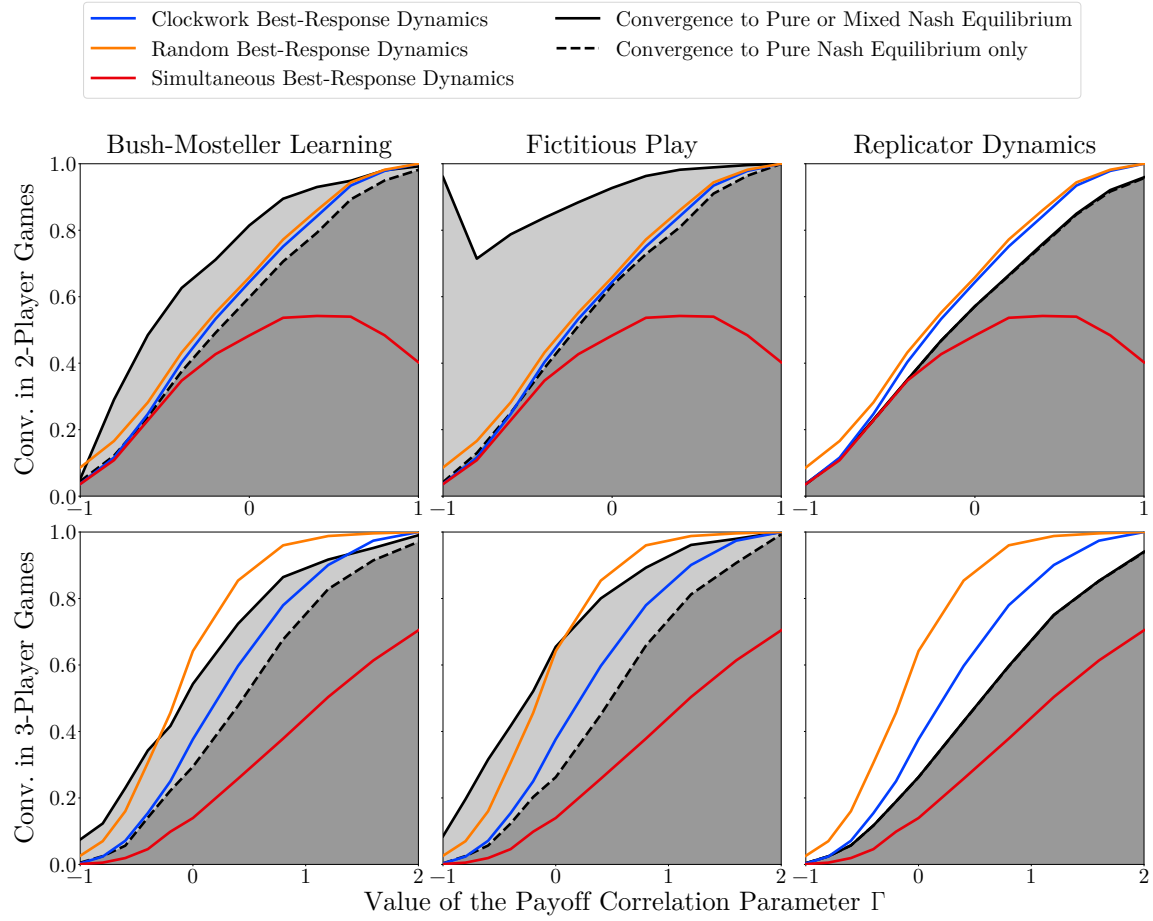 Clockwork Best-Response Dynamics
Random Best-Response Dynamics
Simultaneous Best-Response Dynamics
Convergence to Pure or Mixed Nash Equilibrium
Convergence to Pure Nash Equilibrium only
Bush-Mosteller Learning
Fictitious Play
Replicator Dynamics
Conv. in 2-Player Games
1.0
0.8
0.6
0.4
0.2
0.0
−1 0 1
−1 0 1
−1 0 1
Conv. in 3-Player Games
1.0
0.8
0.6
0.4
0.2
0.0
−1 0 1 2
−1 0 1 2
−1 0 1 2
Value of the Payoff Correlation Parameter Γ